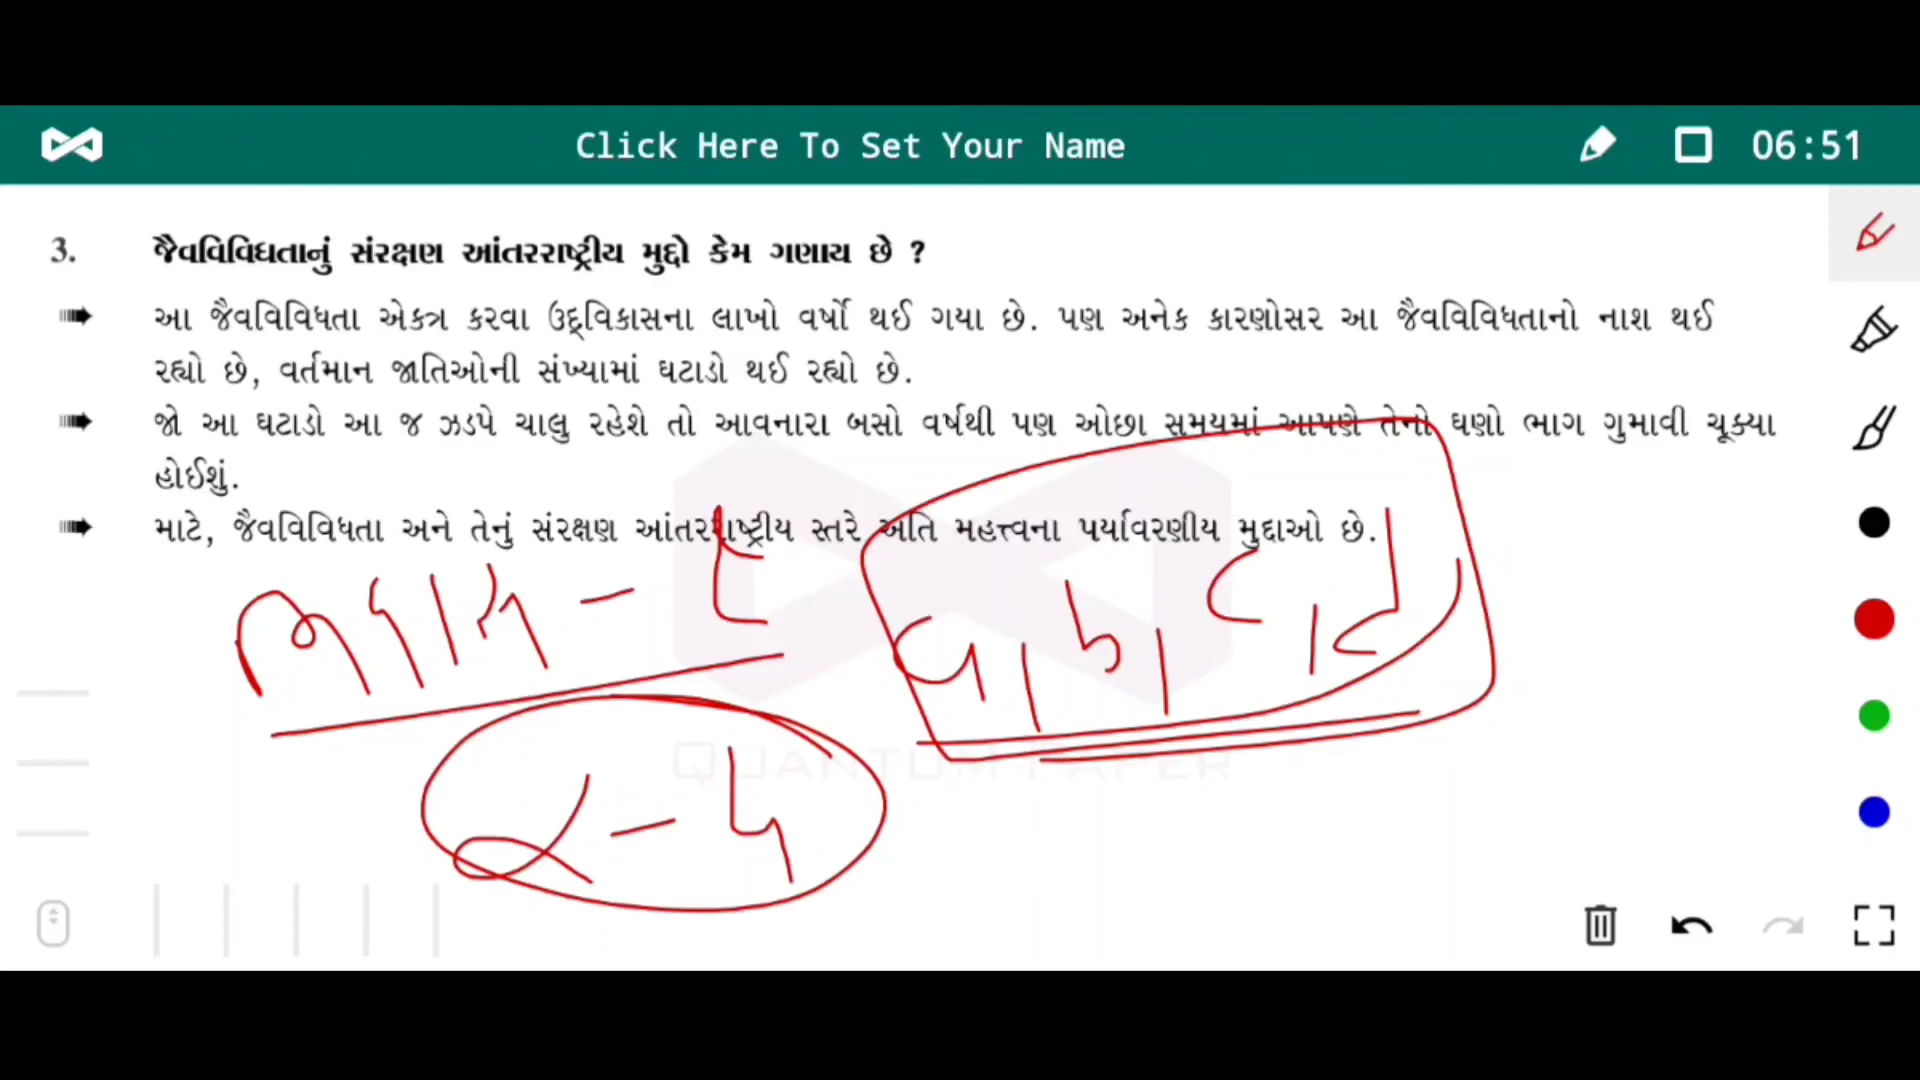 Click Here To Set Your Name 06:51
3. જૈવવિવિધતાનું સંરક્ષણ આંતરરાષ્ટ્રીય મુદ્દો કેમ ગણાય છે ?
આ જૈવવિવિધતા એકત્ર કરવા ઉદ્દ્વિકાસના લાખો વર્ષો થઈ ગયા છે. પણ અનેક કારણોસર આ જૈવવિવિધતાનો નાશ થઈ
રહ્યો છે, વર્તમાન જાતિઓની સંખ્યામાં ઘટાડો થઈ રહ્યો છે.
જો આ ઘટાડો આ જ ઝડપે ચાલુ રહેશે તો આવનારા બસો વર્ષથી પણ ઓછા સમયમાં આપણે તેનો ઘણો ભાગ ગુમાવી ચૂક્યા
હોઈશું.
માટે, જૈવવિવિધતા અને તેનું સંરક્ષણ આંતરરાષ્ટ્રીય સ્તરે અતિ મહત્ત્વના પર્યાવરણીય મુદ્દાઓ છે.
a, b, c, d
QUANTUM PAPER